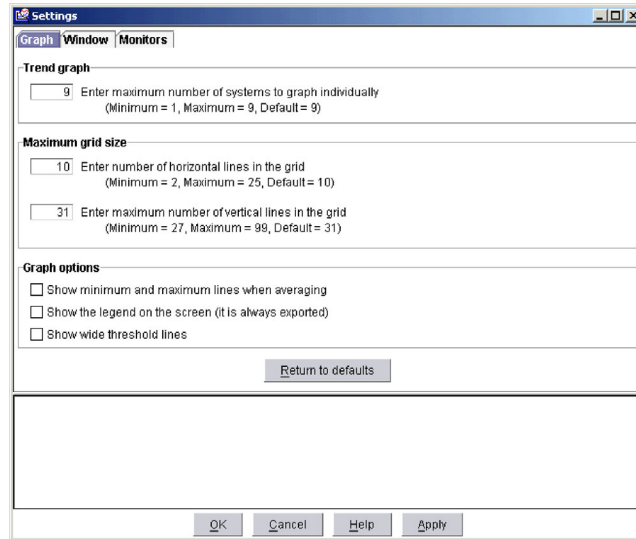 Settings
Graph Window Monitors
Trend graph
9 Enter maximum number of systems to graph individually
(Minimum = 1, Maximum = 9, Default = 9)
Maximum grid size
10 Enter number of horizontal lines in the grid
(Minimum = 2, Maximum = 25, Default = 10)
31 Enter maximum number of vertical lines in the grid
(Minimum = 27, Maximum = 99, Default = 31)
Graph options
Show minimum and maximum lines when averaging
Show the legend on the screen (it is always exported)
Show wide threshold lines
Return to defaults
OK Cancel Help Apply